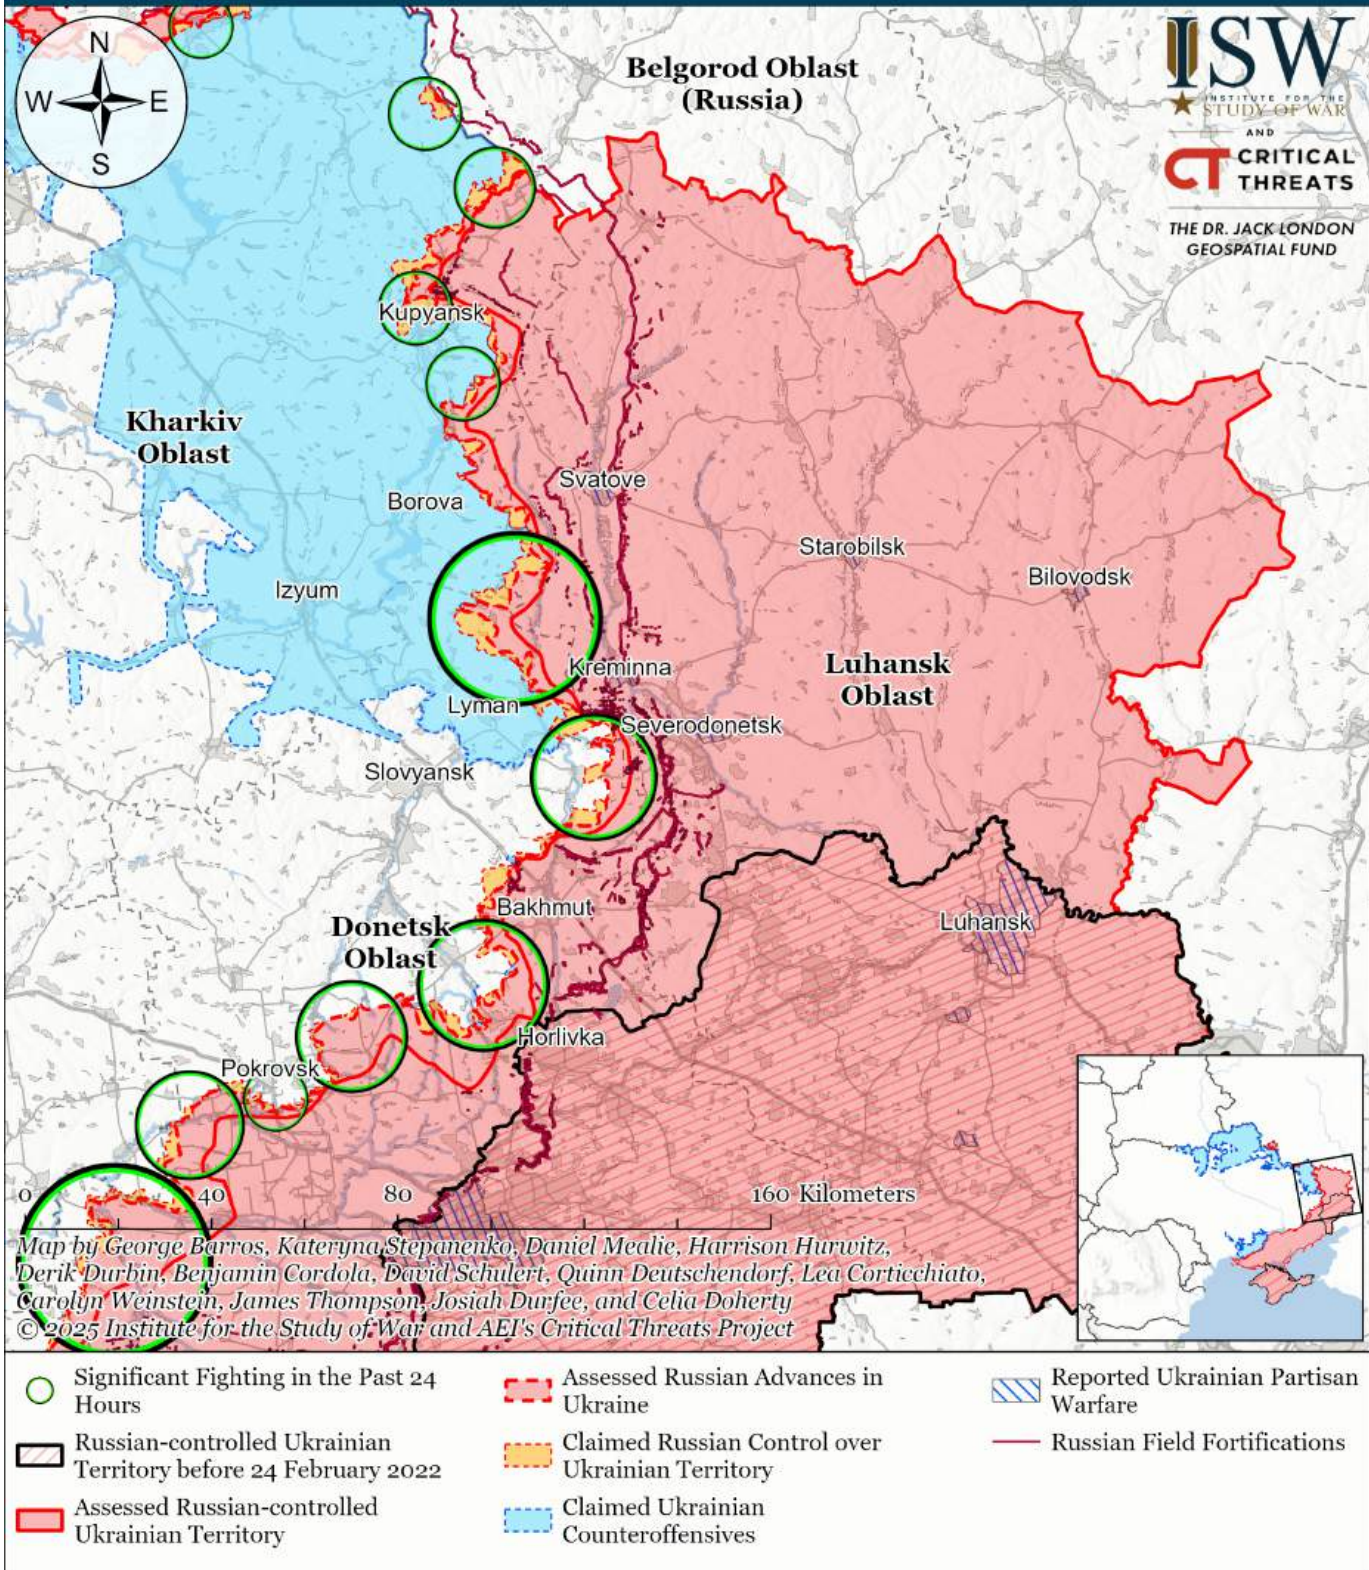 N
W E
S
Belgorod Oblast
(Russia)
ISW
INSTITUTE FOR THE
STUDY OF WAR
AND
CT CRITICAL
THREATS
THE DR. JACK LONDON
GEOSPATIAL FUND
Kupyansk
Kharkiv
Oblast
Svatove
Borova
Starobilsk
Bilovodsk
Izyum
Kreminna
Luhansk
Oblast
Lyman
Severodonetsk
Slovyansk
Bakhmut
Luhansk
Donetsk
Oblast
Horlivka
Pokrovsk
0 40 80 160 Kilometers
Map by George Barros, Kateryna Stepanenko, Daniel Mealie, Harrison Hurwitz,
Derik Durbin, Benjamin Cordola, David Schulert, Quinn Deutschendorf, Lea Corticchiato,
Carolyn Weinstein, James Thompson, Josiah Durfee, and Celia Doherty
© 2025 Institute for the Study of War and AEI's Critical Threats Project
Significant Fighting in the Past 24
Hours
Russian-controlled Ukrainian
Territory before 24 February 2022
Assessed Russian-controlled
Ukrainian Territory
Assessed Russian Advances in
Ukraine
Claimed Russian Control over
Ukrainian Territory
Claimed Ukrainian
Counteroffensives
Reported Ukrainian Partisan
Warfare
Russian Field Fortifications